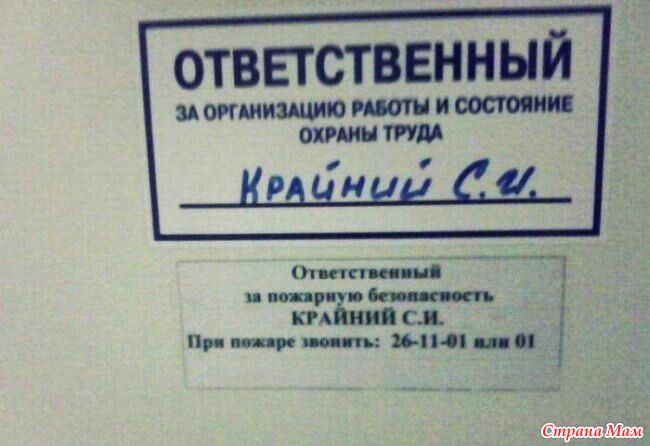 ОТВЕТСТВЕННЫЙ
ЗА ОРГАНИЗАЦИЮ РАБОТЫ И СОСТОЯНИЕ
ОХРАНЫ ТРУДА
КРАЙНИЙ С.И.
Ответственный
за пожарную безопасность
КРАЙНИЙ С.И.
При пожаре звонить: 26-11-01 или 01
Страна Мам